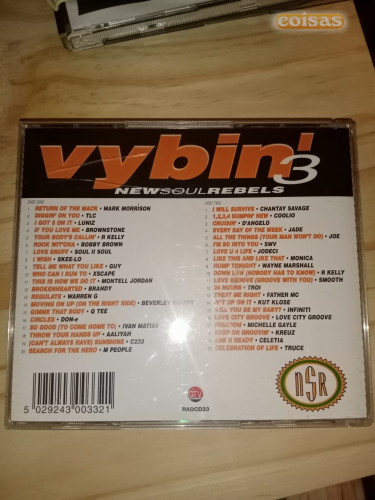 coisas
vybin' 3
NEWSOULREBELS
DISC ONE
RETURN OF THE MACK • MARK MORRISON
DIGGIN' ON YOU • TLC
I GOT 5 ON IT • LUNIZ
IF YOU LOVE ME • BROWNSTONE
YOUR BODY'S CALLIN' • R KELLY
ROCK WIT'CHA • BOBBY BROWN
LOVE ENUFF • SOUL II SOUL
I WISH • SKEE-LO
TELL ME WHAT YOU LIKE • GUY
WHO CAN I RUN TO • XSCAPE
THIS IS HOW WE DO IT • MONTELL JORDAN
BROKENHEARTED • BRANDY
REGULATE • WARREN G
MOVING ON UP (ON THE RIGHT SIDE) • BEVERLEY
GIMME THAT BODY • Q TEE
CIRCLES • DON-e
SO GOOD (TO COME HOME TO) • IVAN MATIAS
THROW YOUR HANDS UP • AALIYAH
(CAN'T ALWAYS HAVE) SUNSHINE • C233
SEARCH FOR THE HERO • M PEOPLE
DISC TWO
I WILL SURVIVE • CHANTAY SAVAGE
1,2,3,4 SUMPIN' NEW • COOLIO
CRUISIN' • D'ANGELO
EVERY DAY OF THE WEEK • JADE
ALL THE THINGS (YOUR MAN WON'T DO) • JOE
I'M SO INTO YOU • SWV
LOVE U 4 LIFE • JODECI
LIKE THIS AND LIKE THAT • MONICA
HUMP TONIGHT • WAYNE MARSHALL
DOWN LOW (NOBODY HAS TO KNOW) • R KELLY
LOVE GROOVE (GROOVE WITH YOU) • SMOOTH
24 HOURS • TROI
TREAT ME RIGHT • FATHER MC
GET UP ON IT • KUT KLOSE
WILL YOU BE MY BABY? • INFINITI
LOVE CITY GROOVE • LOVE CITY GROOVE
FREEDOM • MICHELLE GAYLE
KEEP ON GROOVIN' • KREUZ
ARE U READY • CELETIA
CELEBRATION OF LIFE • TRUCE
5 029243 003321
RADCD33
nSR